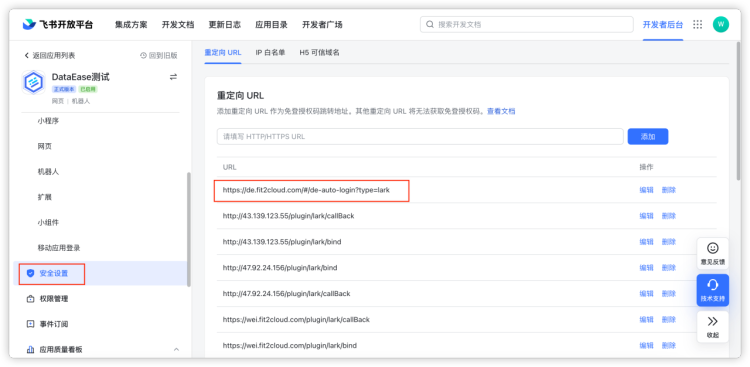 飞书开放平台
集成方案
开发文档
更新日志
应用目录
开发者广场
搜索开发文档
开发者后台
W
返回应用列表
回到旧版
DataEase测试
正式版本
已启用
网页 | 机器人
小程序
网页
机器人
扩展
小组件
移动应用登录
安全设置
权限管理
事件订阅
应用质量看板
重定向 URL
IP 白名单
H5 可信域名
重定向 URL
添加重定向 URL 作为免登授权码跳转地址。其他重定向 URL 将无法获取免登授权码。查看文档
请填写 HTTP/HTTPS URL
添加
URL
操作
https://de.fit2cloud.com/#/de-auto-login?type=lark
编辑 删除
http://43.139.123.55/plugin/lark/callBack
编辑 删除
http://43.139.123.55/plugin/lark/bind
编辑 删除
http://47.92.24.156/plugin/lark/bind
编辑 删除
http://47.92.24.156/plugin/lark/callBack
编辑 删除
https://wei.fit2cloud.com/plugin/lark/callBack
编辑 删除
https://wei.fit2cloud.com/plugin/lark/bind
编辑 删除
意见反馈
技术支持
收起